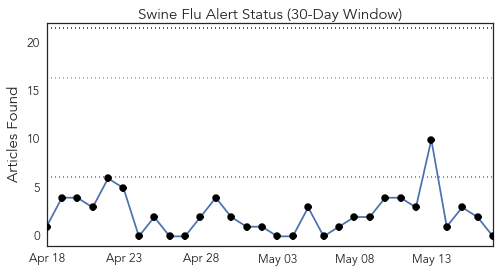 Swine Flu Alert Status (30-Day Window)
Articles Found
20
15
10
5
0
Apr 18 Apr 23 Apr 28 May 03 May 08 May 13